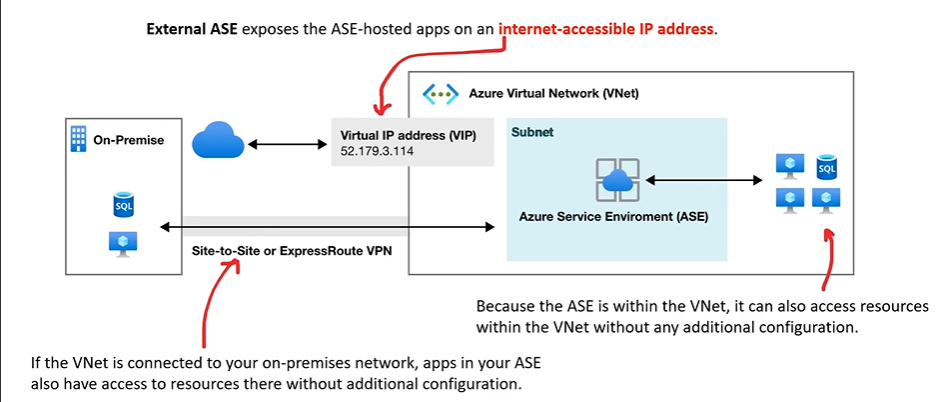 External ASE exposes the ASE-hosted apps on an internet-accessible IP address.
Azure Virtual Network (VNet)
On-Premise
Virtual IP address (VIP)
52.179.3.114
Subnet
SQL
SQL
Azure Service Enviroment (ASE)
Site-to-Site or ExpressRoute VPN
Because the ASE is within the VNet, it can also access resources
within the VNet without any additional configuration.
If the VNet is connected to your on-premises network, apps in your ASE
also have access to resources there without additional configuration.